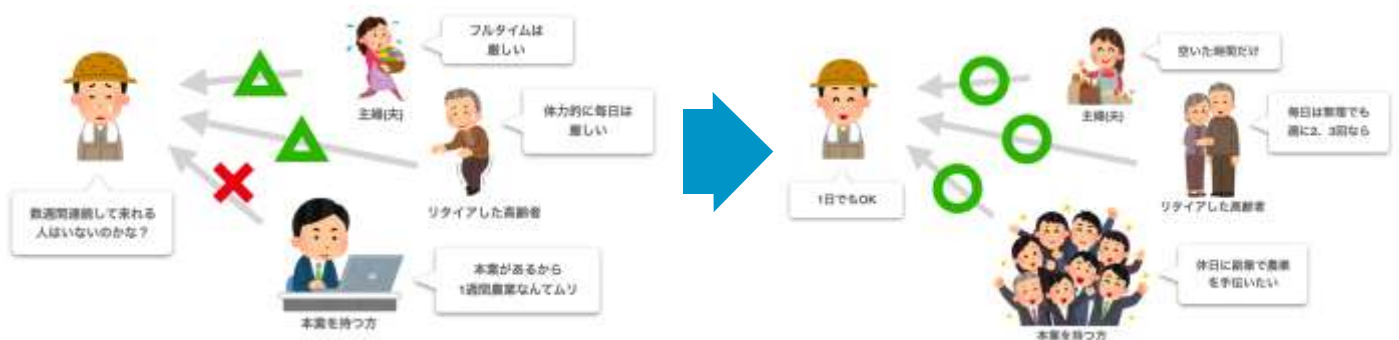 フルタイムは
厳しい
主婦(夫)
体力的に毎日は
厳しい
リタイアした高齢者
数週間連続して来れる
人はいないのかな？
本業があるから
1週間農業なんてムリ
本業を持つ方
空いた時間だけ
主婦(夫)
毎日は無理でも
週に2、3回なら
1日でもOK
リタイアした高齢者
休日に副業で農業
を手伝いたい
本業を持つ方